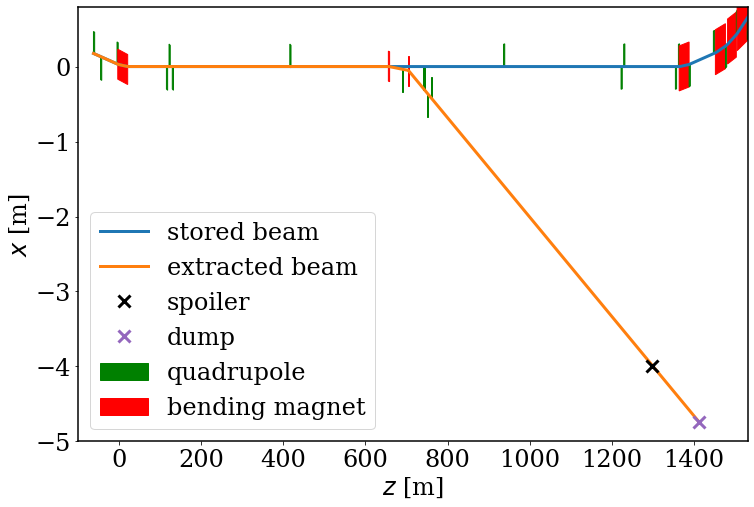 0
−1
−2
−3
−4
−5
x [m]
stored beam
extracted beam
spoiler
dump
quadrupole
bending magnet
0 200 400 600 800 1000 1200 1400
z [m]